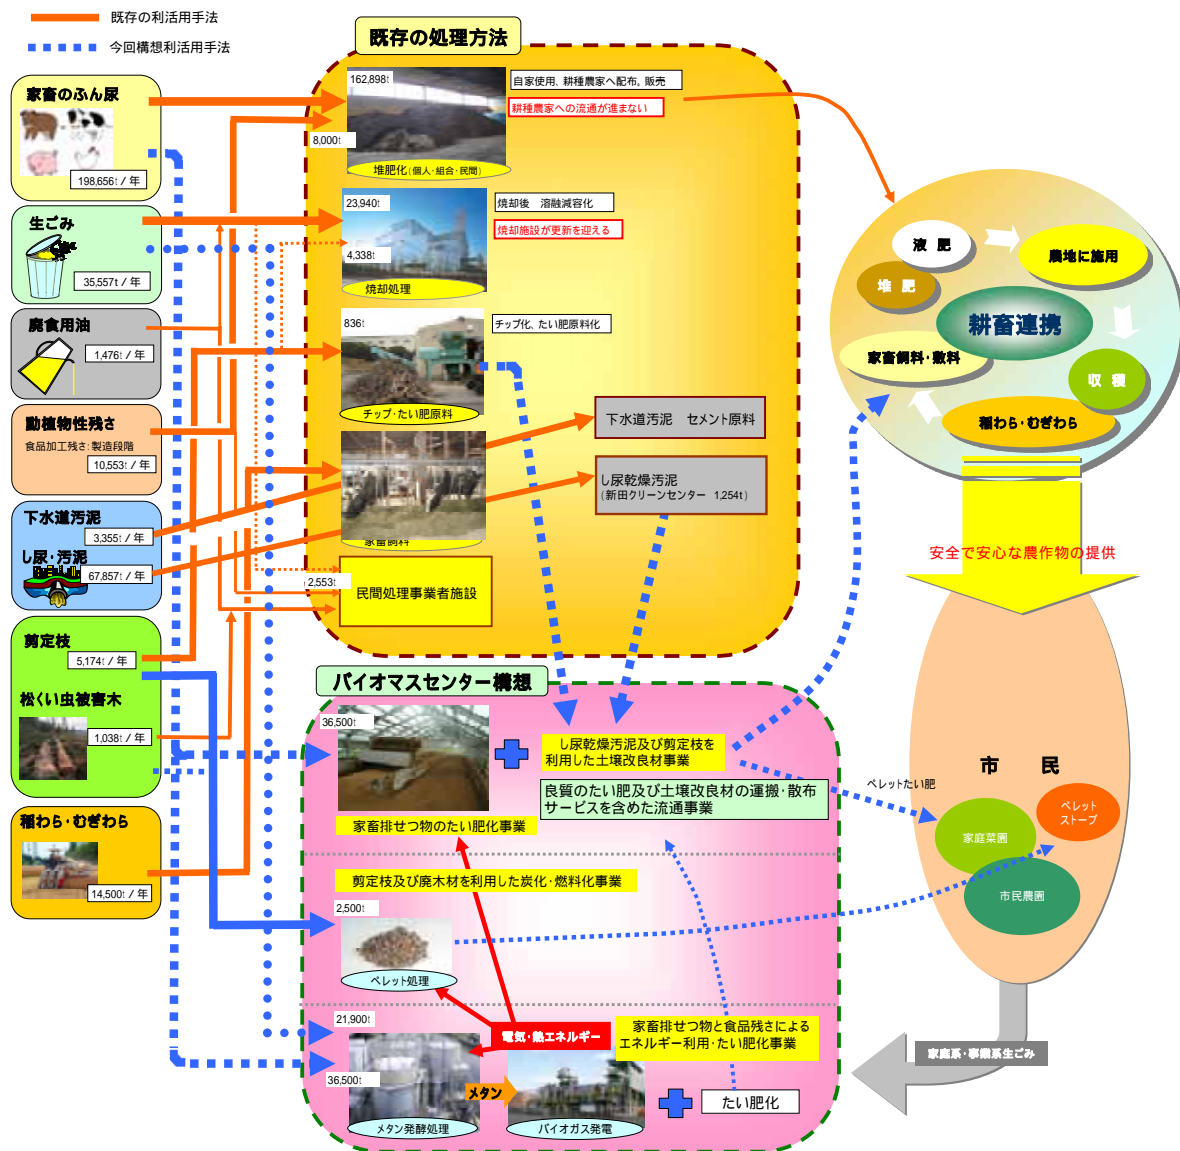 既存の利活用手法
今回構想利活用手法
家畜のふん尿
198,656t / 年
生ごみ
35,557t / 年
廃食用油
1,476t / 年
動植物性残さ
食品加工残さ：製造段階
10,553t / 年
下水道汚泥
3,355t / 年
し尿・汚泥
67,857t / 年
剪定枝
5,174t / 年
松くい虫被害木
1,038t / 年
稲わら・むぎわら
14,500t / 年
既存の処理方法
162,898t
自家使用、耕種農家へ配布。販売
耕種農家への流通が進まない
8,000t
堆肥化(個人・組合・民間)
23,940t
焼却後　溶融減容化
焼却施設が更新を迎える
4,338t
焼却処理
836t
チップ化、たい肥原料化
チップ・たい肥原料
下水道汚泥　セメント原料
し尿乾燥汚泥
(新田クリーンセンター　1,254t)
家畜飼料
2,553t
民間処理事業者施設
バイオマスセンター構想
36,500t
し尿乾燥汚泥及び剪定枝を
利用した土壌改良材事業
良質のたい肥及び土壌改良材の運搬・散布
サービスを含めた流通事業
家畜排せつ物のたい肥化事業
剪定枝及び廃木材を利用した炭化・燃料化事業
2,500t
ペレット処理
21,900t
電気・熱エネルギー
家畜排せつ物と食品残さによる
エネルギー利用・たい肥化事業
36,500t
メタン
メタン発酵処理
バイオガス発電
たい肥化
液 肥
堆 肥
農地に施用
耕畜連携
家畜飼料・敷料
収 穫
稲わら・むぎわら
安全で安心な農作物の提供
市　民
ペレットたい肥
ペレット
ストーブ
家庭菜園
市民農園
家庭系・事業系生ごみ